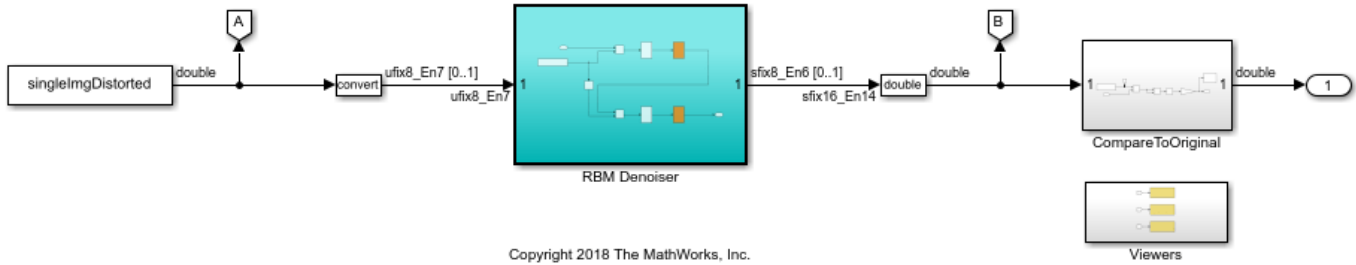 A
B
singleImgDistorted
double
convert
ufix8_En7 [0..1]
ufix8_En7
1
1
sfix8_En6 [0..1]
sfix16_En14
double
double
1
1
double
1
RBM Denoiser
CompareToOriginal
Viewers
Copyright 2018 The MathWorks, Inc.